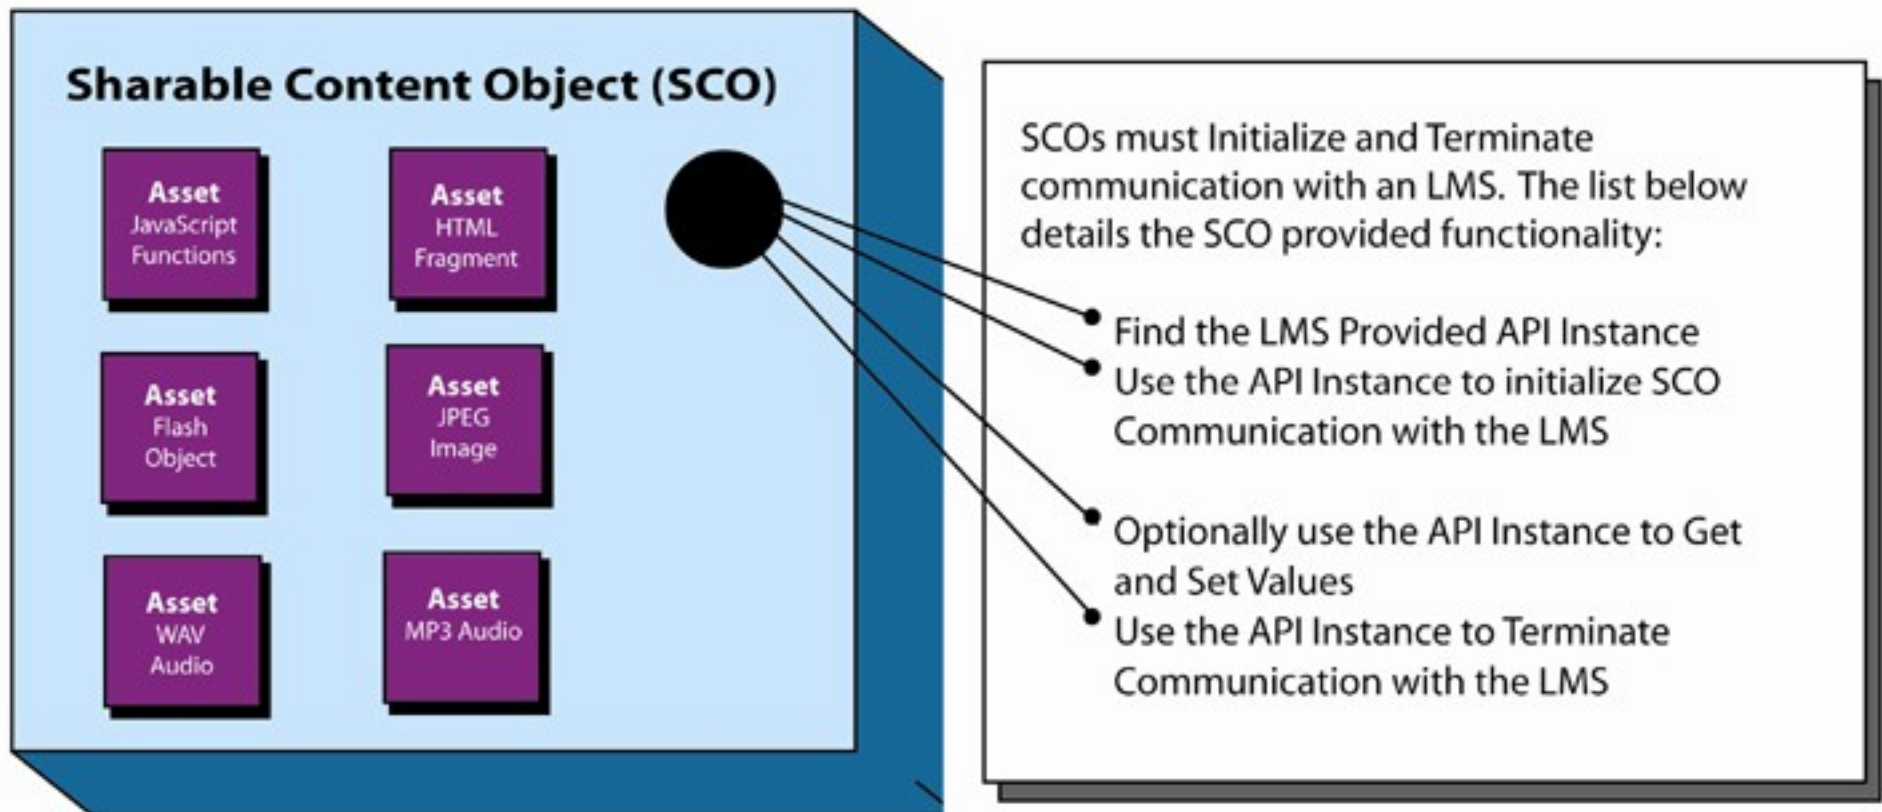 Sharable Content Object (SCO)
Asset
JavaScript
Functions
Asset
HTML
Fragment
Asset
Flash
Object
Asset
JPEG
Image
Asset
WAV
Audio
Asset
MP3 Audio
SCOs must Initialize and Terminate
communication with an LMS. The list below
details the SCO provided functionality:
Find the LMS Provided API Instance
Use the API Instance to initialize SCO
Communication with the LMS
Optionally use the API Instance to Get
and Set Values
Use the API Instance to Terminate
Communication with the LMS